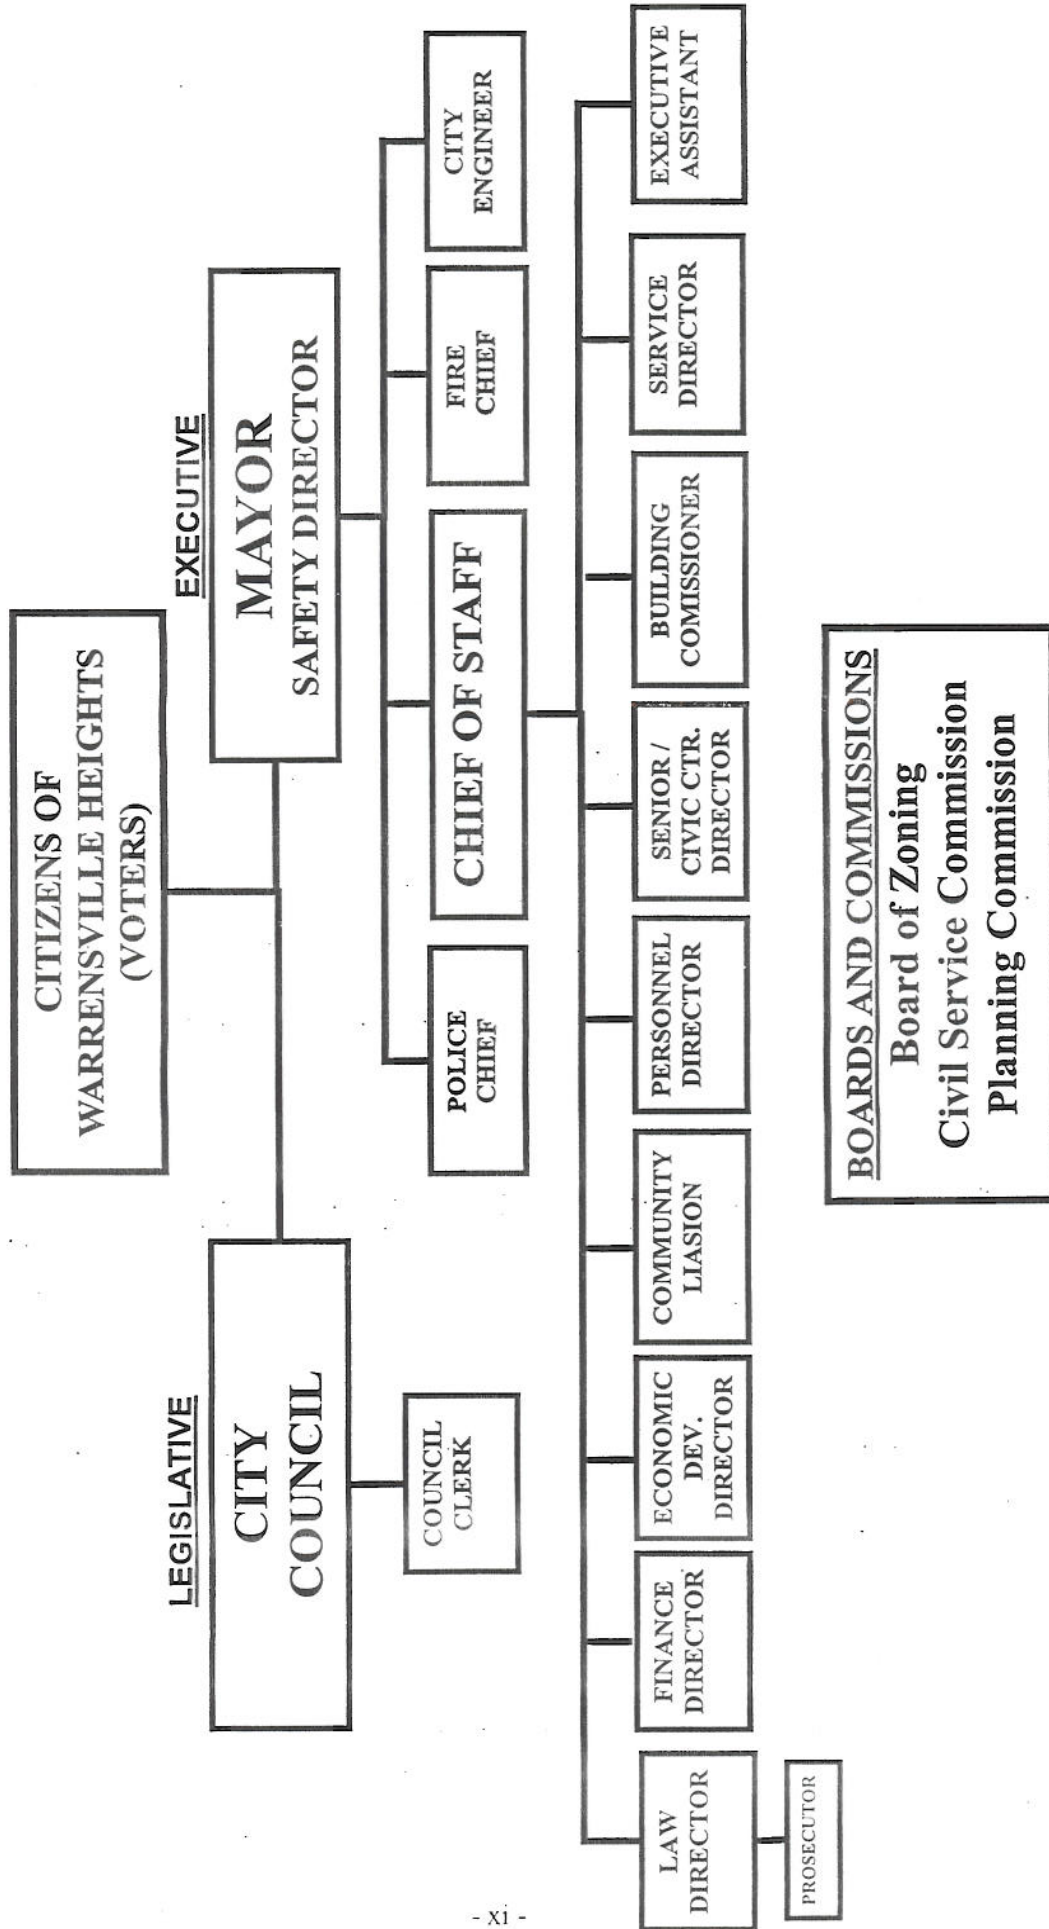 CITIZENS OF
WARRENSVILLE HEIGHTS
(VOTERS)
LEGISLATIVE
EXECUTIVE
CITY
COUNCIL
MAYOR
SAFETY DIRECTOR
COUNCIL
CLERK
POLICE
CHIEF
CHIEF OF STAFF
FIRE
CHIEF
CITY
ENGINEER
LAW
DIRECTOR
FINANCE
DIRECTOR
ECONOMIC
DEV.
DIRECTOR
COMMUNITY
LIASION
PERSONNEL
DIRECTOR
SENIOR /
CIVIC CTR.
DIRECTOR
BUILDING
COMISSIONER
SERVICE
DIRECTOR
EXECUTIVE
ASSISTANT
PROSECUTOR
BOARDS AND COMMISSIONS
Board of Zoning
Civil Service Commission
Planning Commission
- xi -